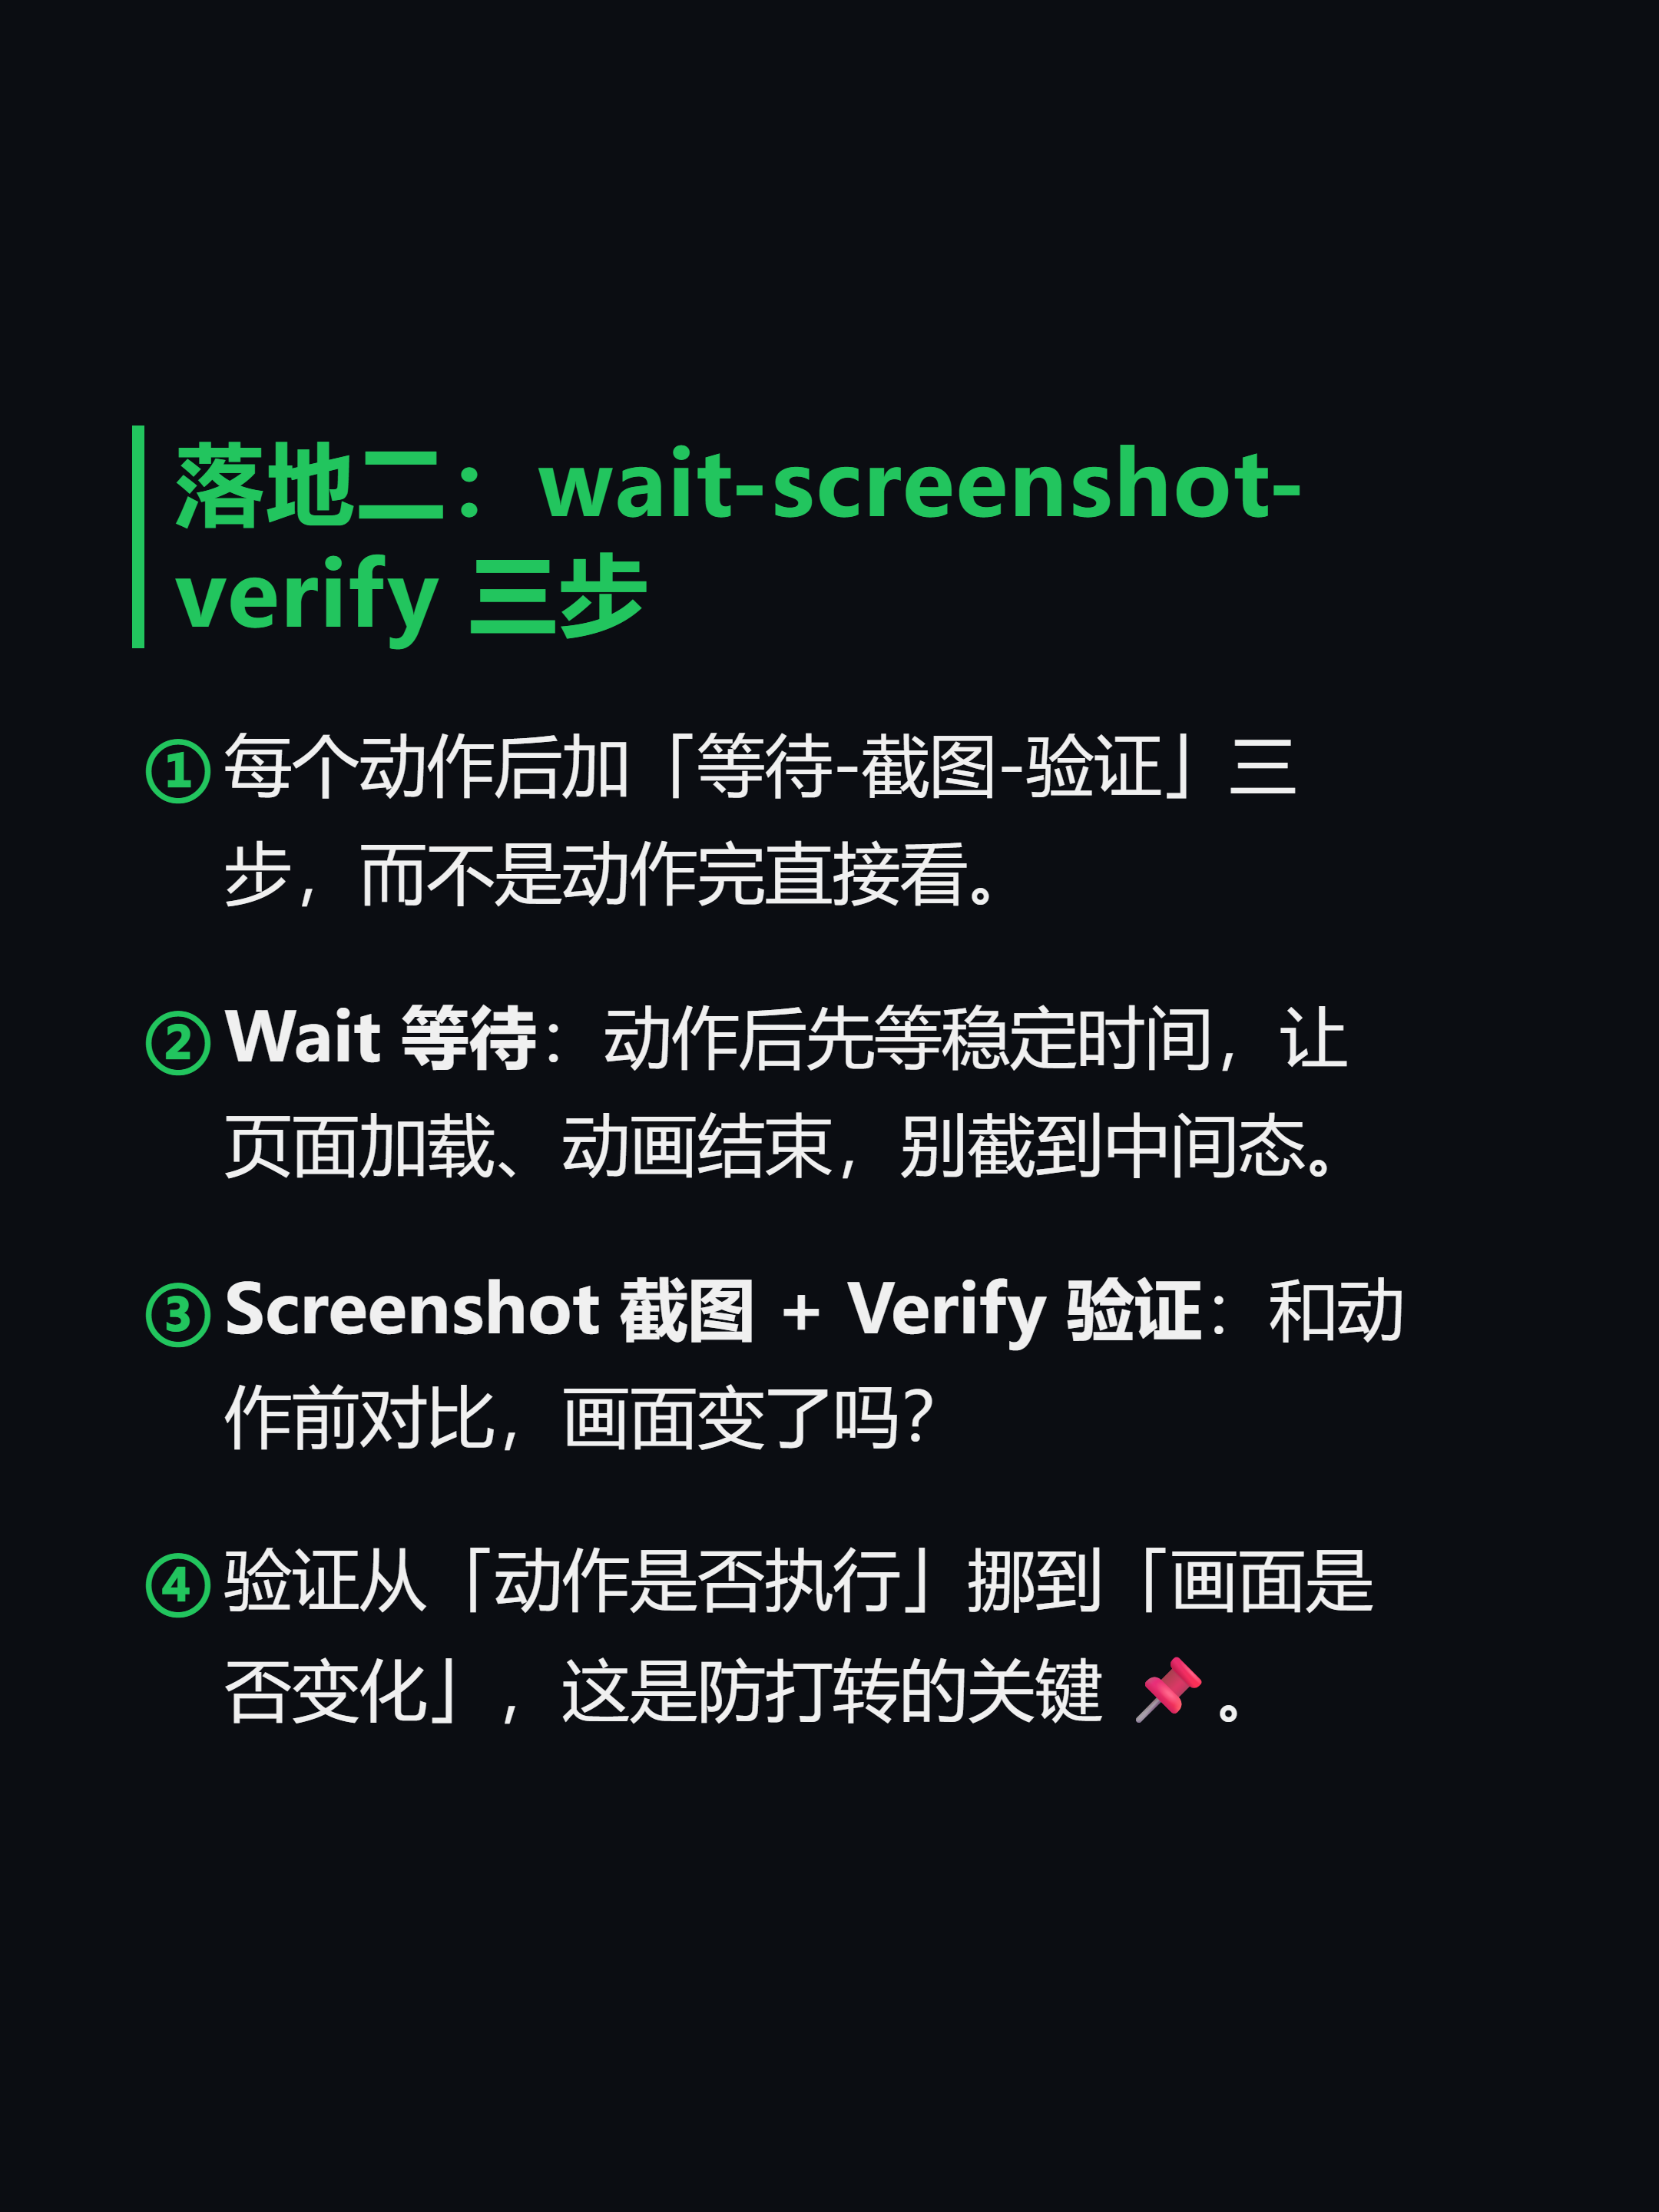 落地二：wait-screenshot-
verify 三步
① 每个动作后加「等待-截图-验证」三
步，而不是动作完直接看。
② Wait 等待：动作后先等稳定时间，让
页面加载、动画结束，别截到中间态。
③ Screenshot 截图 + Verify 验证：和动
作前对比，画面变了吗？
④ 验证从「动作是否执行」挪到「画面是
否变化」，这是防打转的关键 📌。